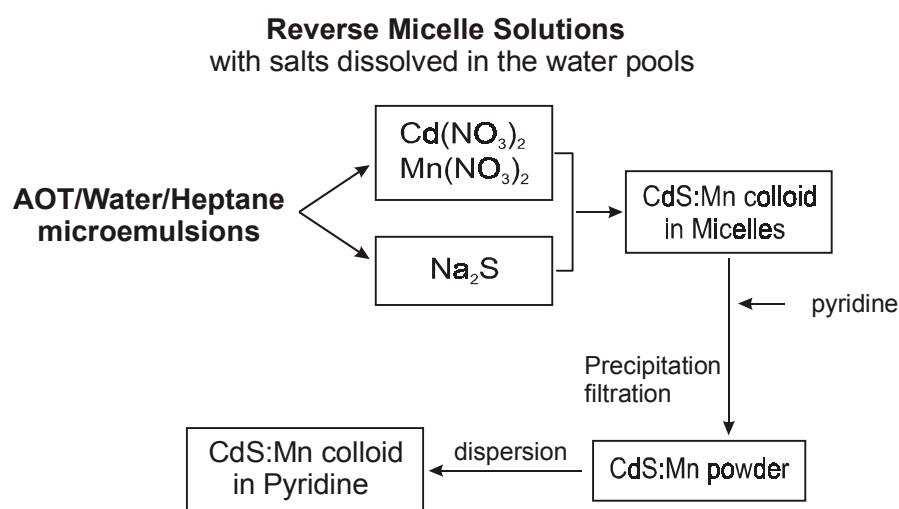 Reverse Micelle Solutions
with salts dissolved in the water pools
Cd(NO₃)₂
Mn(NO₃)₂
AOT/Water/Heptane
microemulsions
Na₂S
CdS:Mn colloid
in Micelles
pyridine
Precipitation
filtration
CdS:Mn powder
dispersion
CdS:Mn colloid
in Pyridine